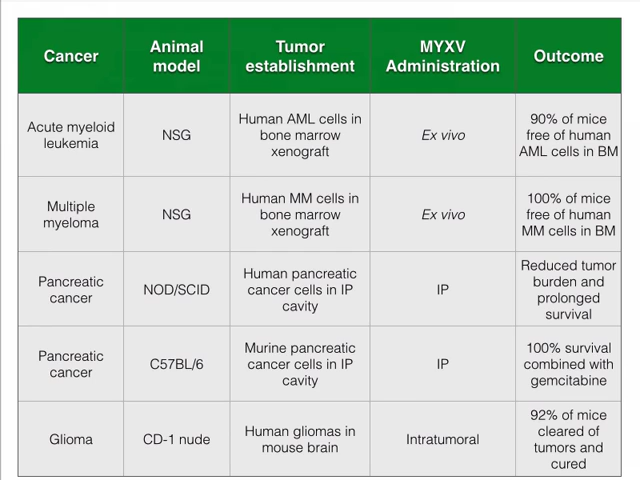 Cancer
Animal
model
Tumor
establishment
MYXV
Administration
Outcome
Acute myeloid
leukemia
NSG
Human AML cells in
bone marrow
xenograft
Ex vivo
90% of mice
free of human
AML cells in BM
Multiple
myeloma
NSG
Human MM cells in
bone marrow
xenograft
Ex vivo
100% of mice
free of human
MM cells in BM
Pancreatic
cancer
NOD/SCID
Human pancreatic
cancer cells in IP
cavity
IP
Reduced tumor
burden and
prolonged
survival
Pancreatic
cancer
C57BL/6
Murine pancreatic
cancer cells in IP
cavity
IP
100% survival
combined with
gemcitabine
Glioma
CD-1 nude
Human gliomas in
mouse brain
Intratumoral
92% of mice
cleared of
tumors and
cured